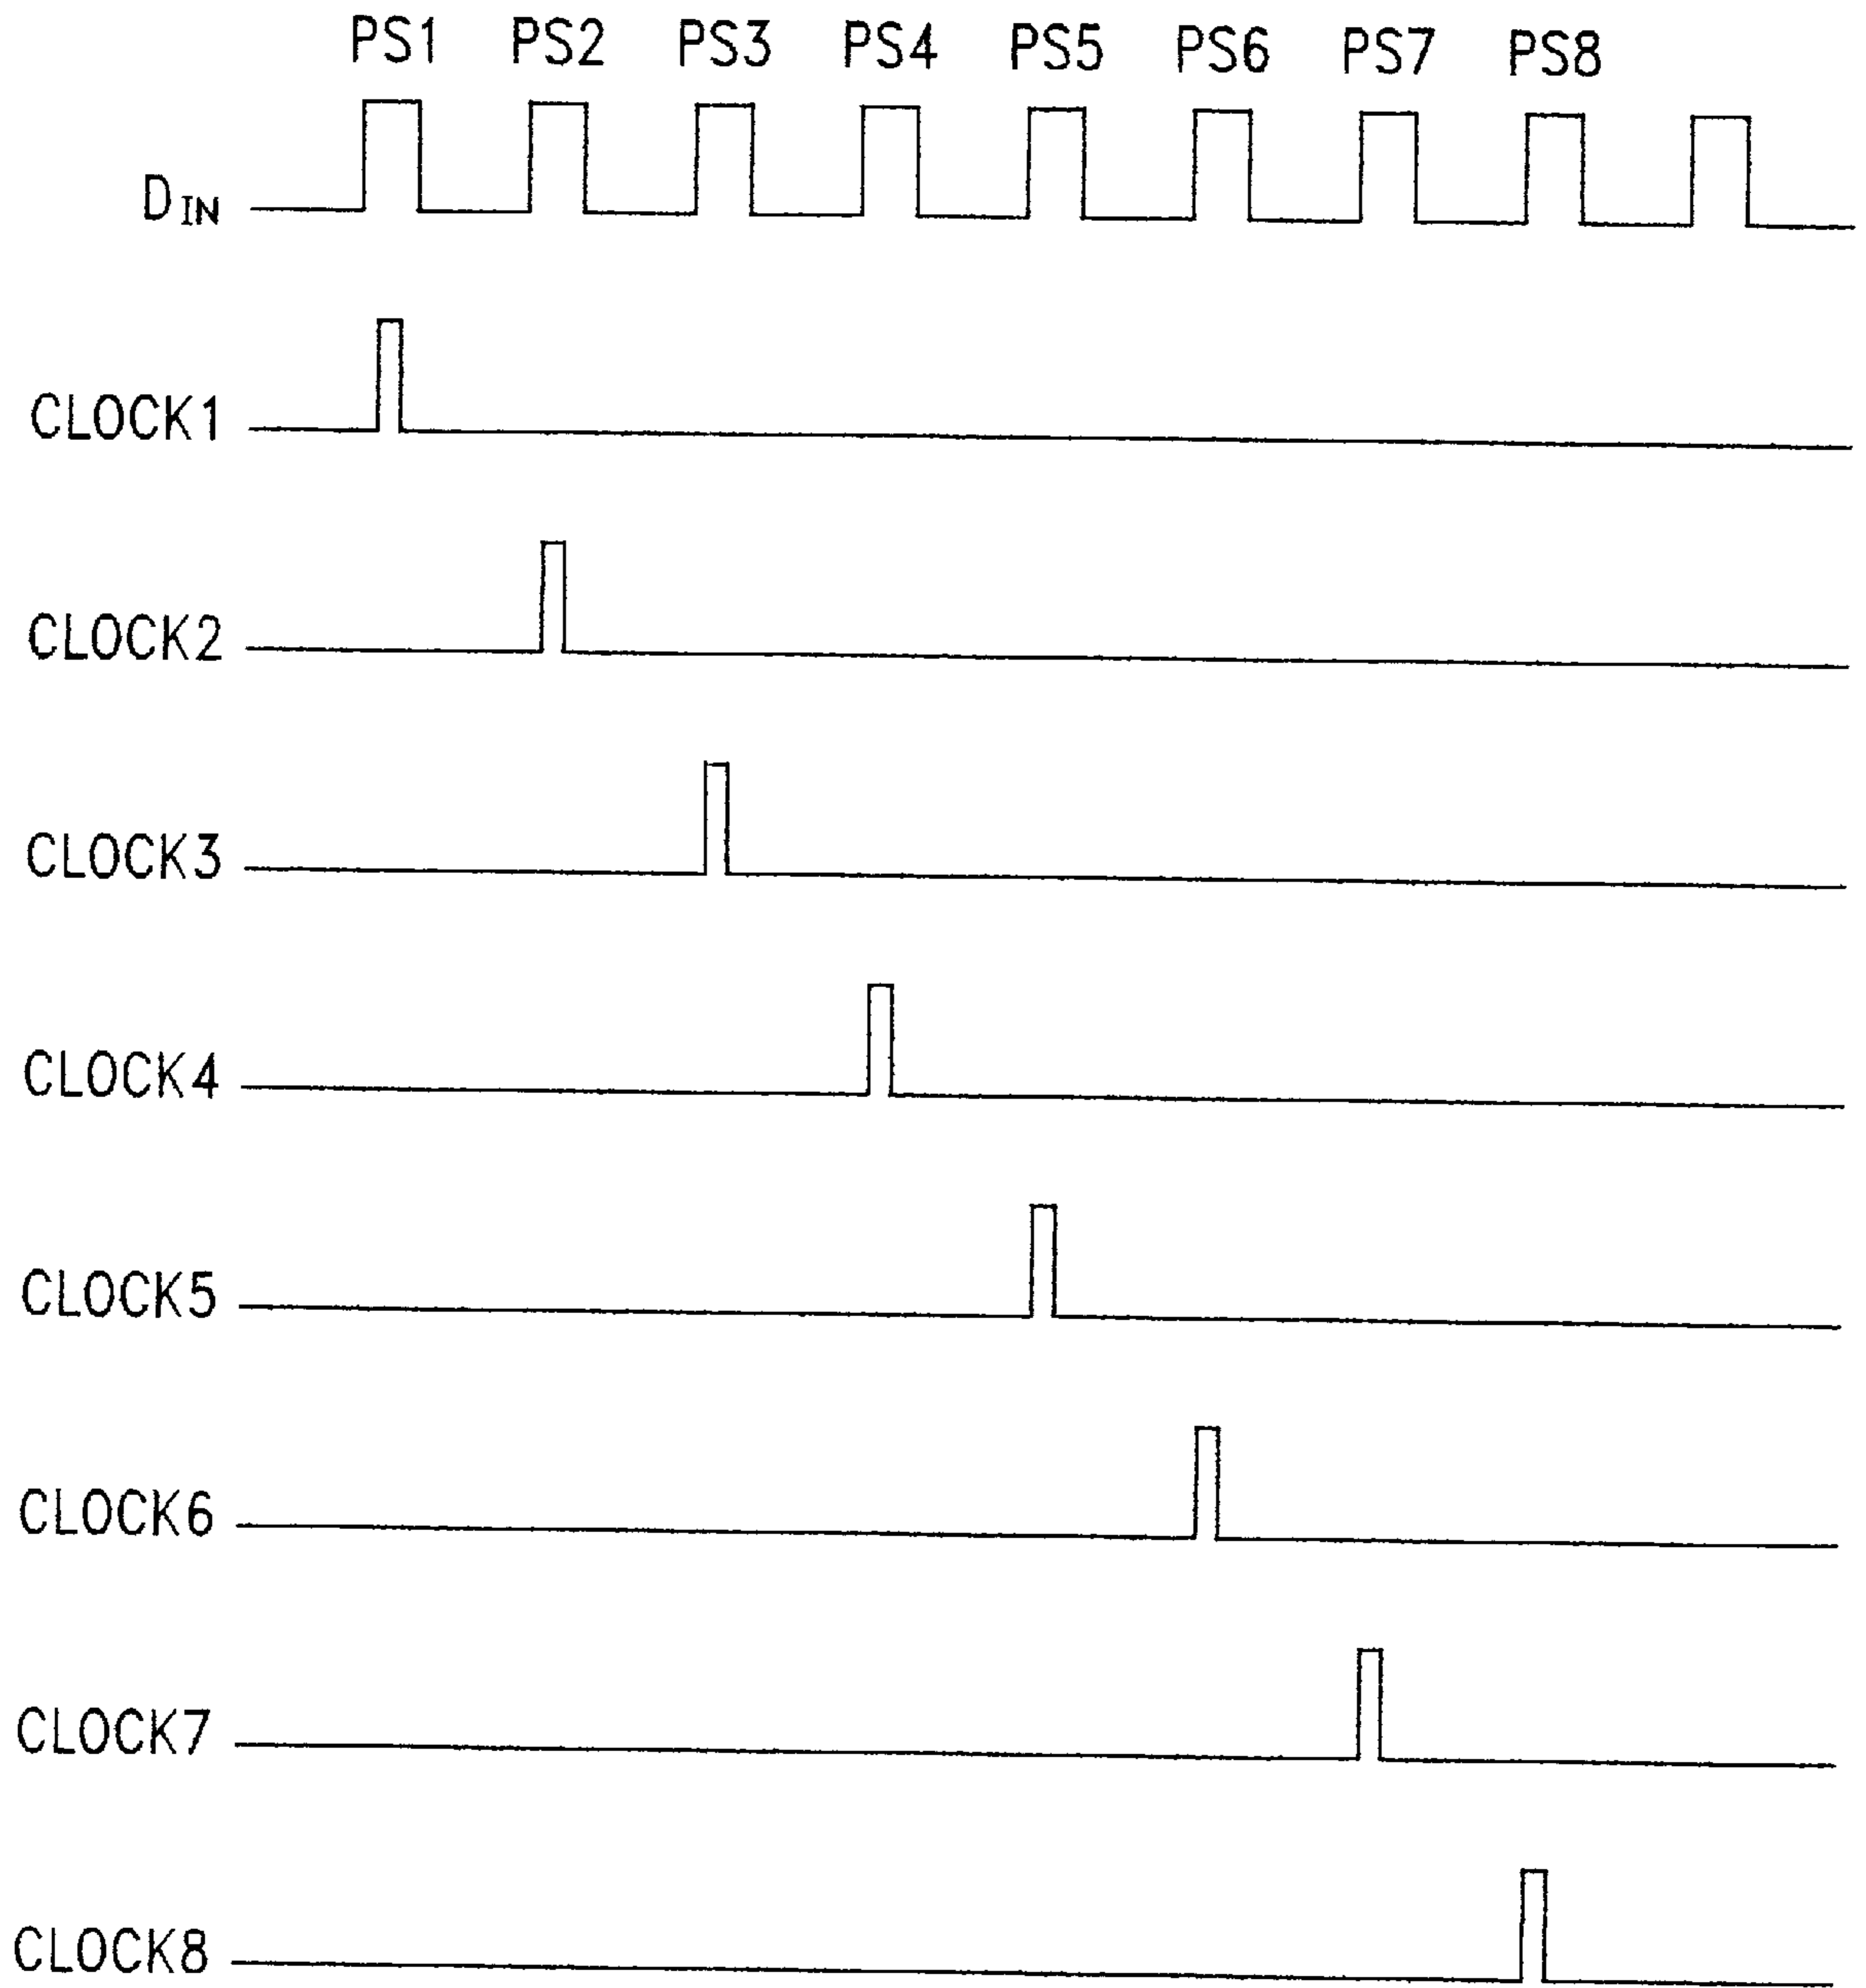 PS1 PS2 PS3 PS4 PS5 PS6 PS7 PS8
DIN
CLOCK1
CLOCK2
CLOCK3
CLOCK4
CLOCK5
CLOCK6
CLOCK7
CLOCK8